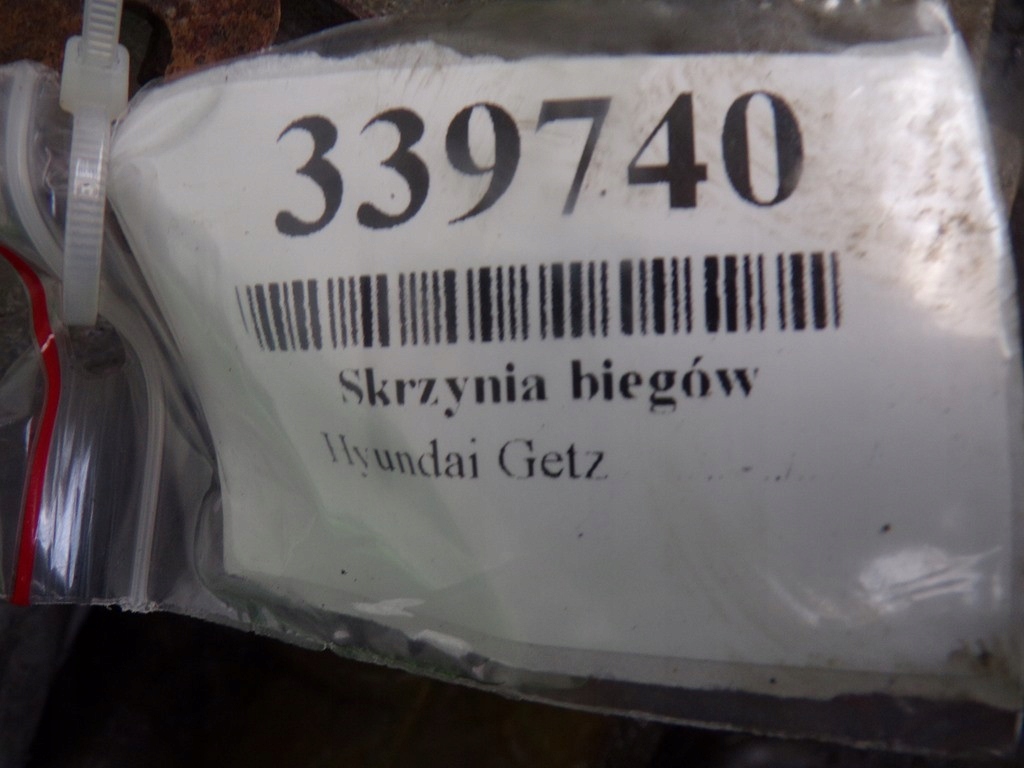 339740
Skrzynia biegów
Hyundai Getz